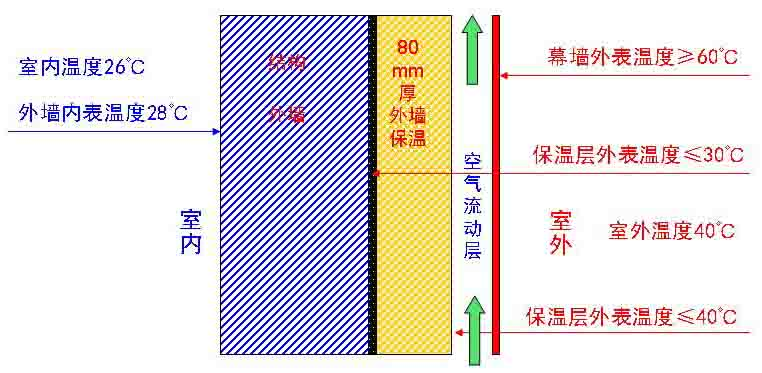 室内温度26℃
外墙内表温度28℃
室内
结构
外墙
80
mm
厚
外墙
保温
空气流动层
幕墙外表温度≥60℃
保温层外表温度≤30℃
室外
室外温度40℃
保温层外表温度≤40℃